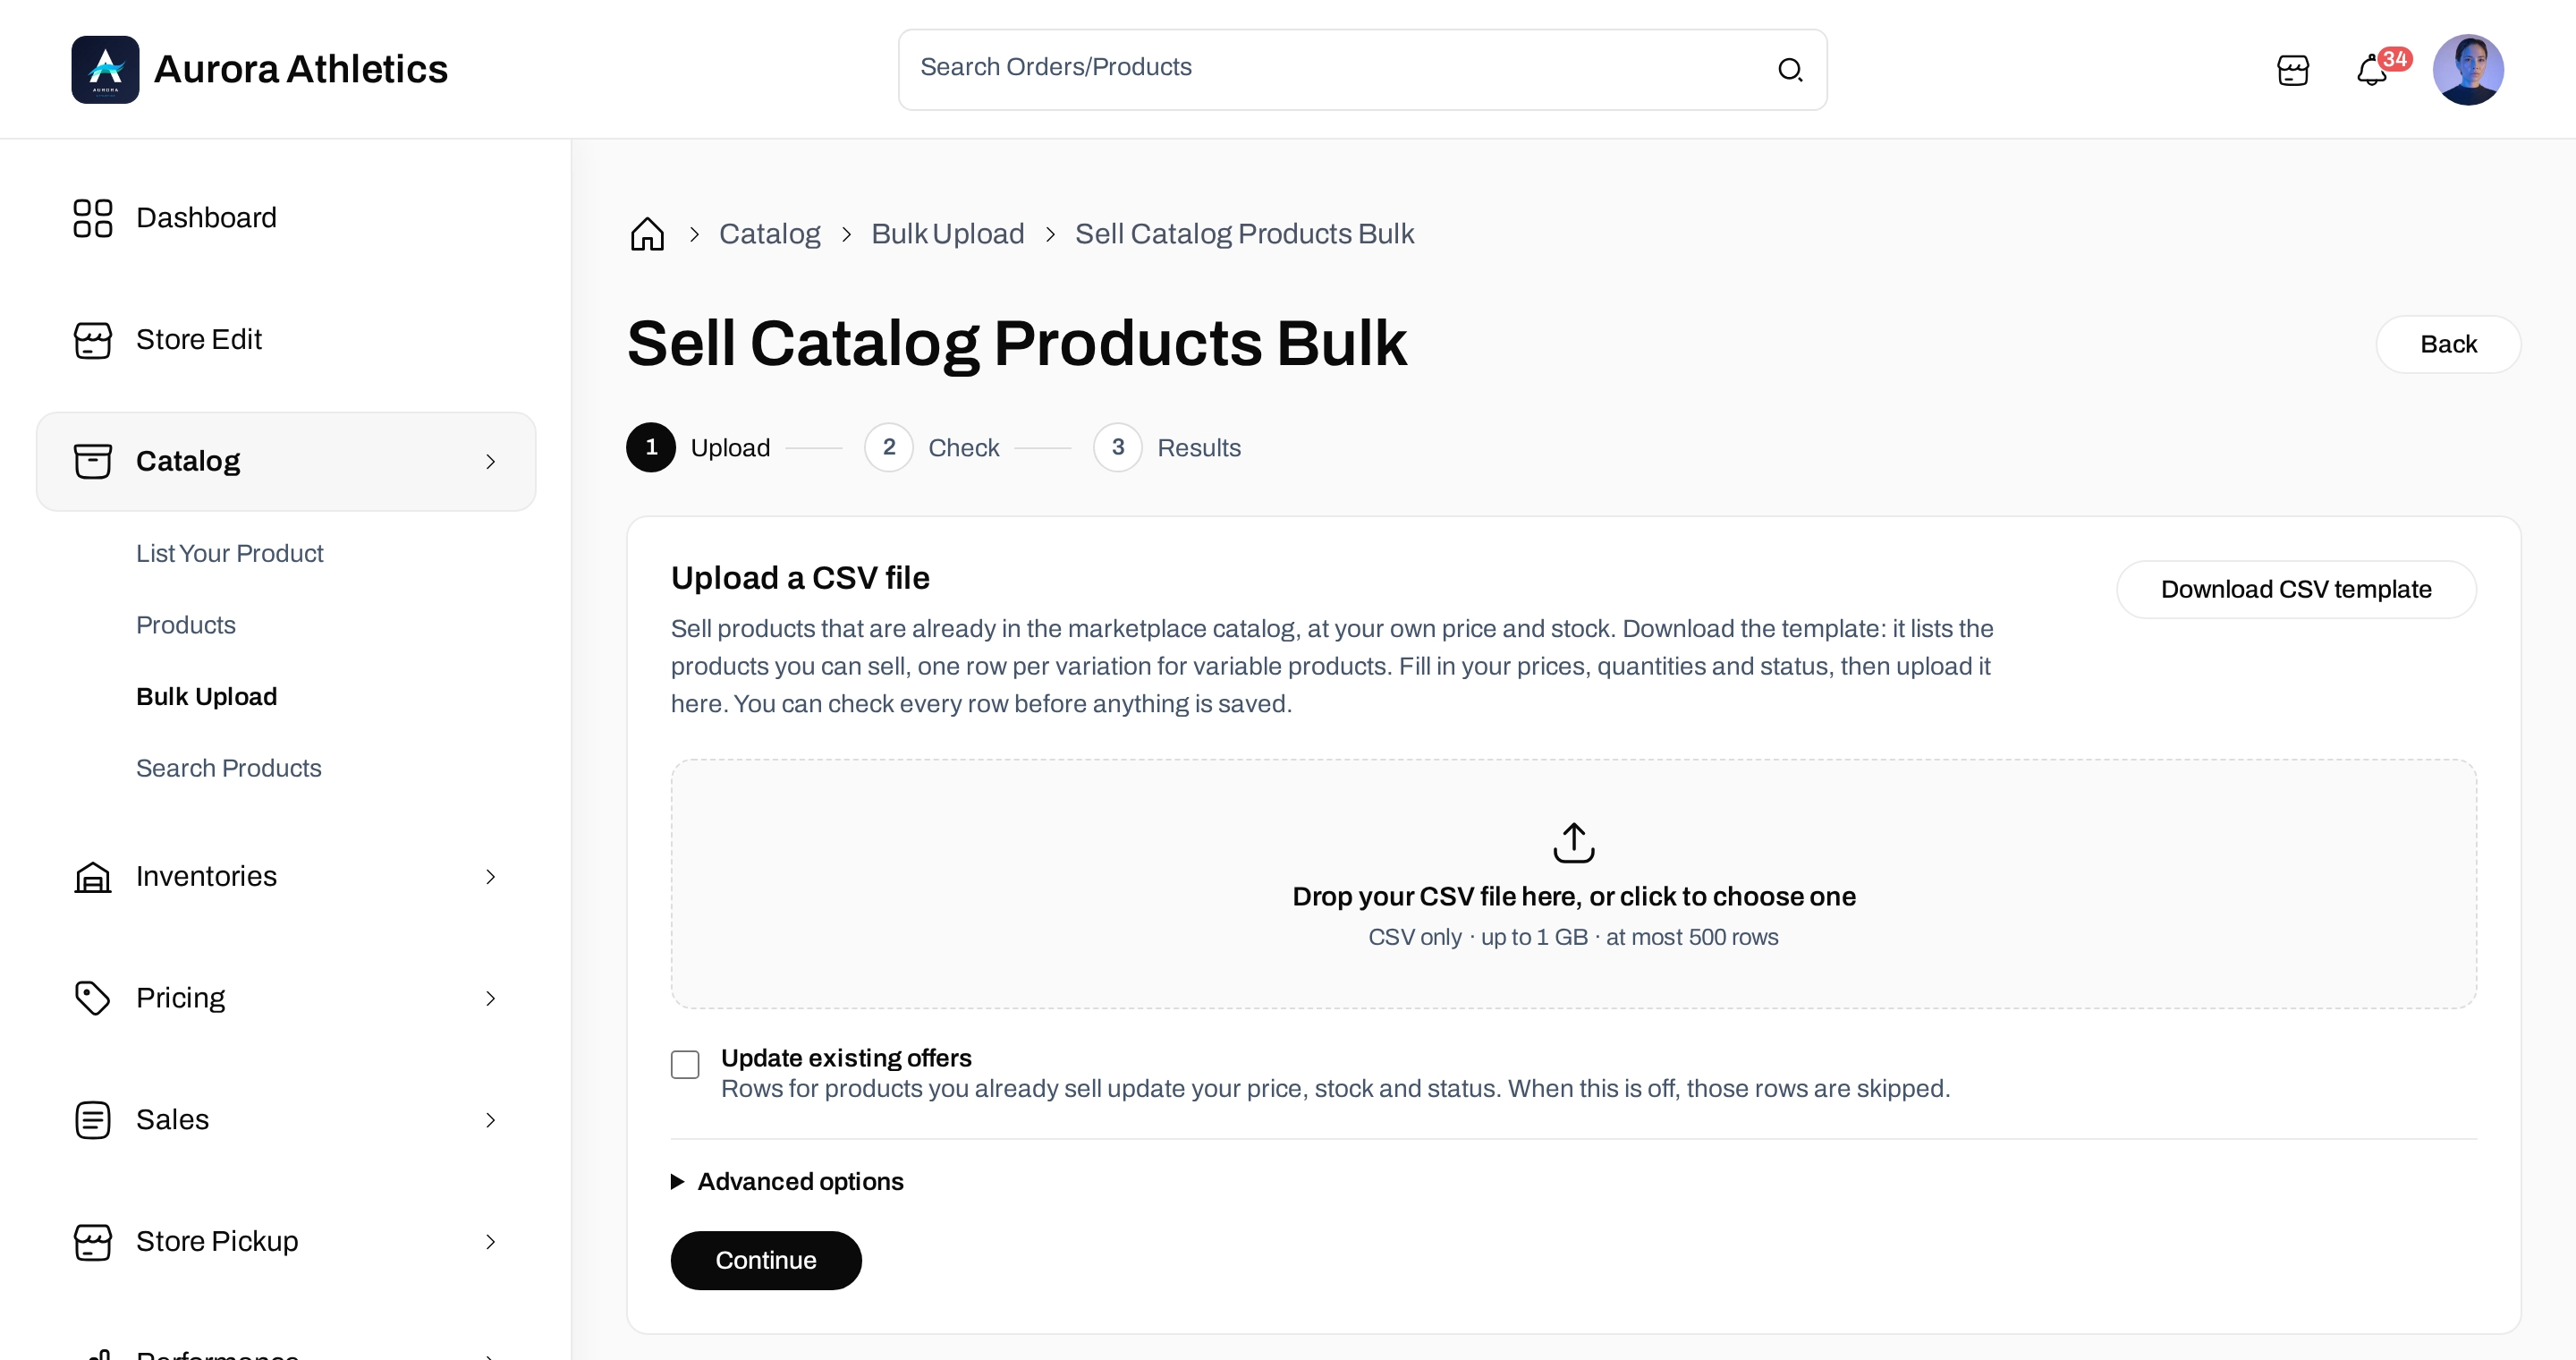 AURORA
Aurora Athletics
Search Orders/Products
34
Dashboard
Store Edit
Catalog
List Your Product
Products
Bulk Upload
Search Products
Inventories
Pricing
Sales
Store Pickup
Performance
Catalog
Bulk Upload
Sell Catalog Products Bulk
Sell Catalog Products Bulk
Back
1 Upload
2 Check
3 Results
Upload a CSV file
Download CSV template
Sell products that are already in the marketplace catalog, at your own price and stock. Download the template: it lists the
products you can sell, one row per variation for variable products. Fill in your prices, quantities and status, then upload it
here. You can check every row before anything is saved.
Drop your CSV file here, or click to choose one
CSV only · up to 1 GB · at most 500 rows
Update existing offers
Rows for products you already sell update your price, stock and status. When this is off, those rows are skipped.
Advanced options
Continue